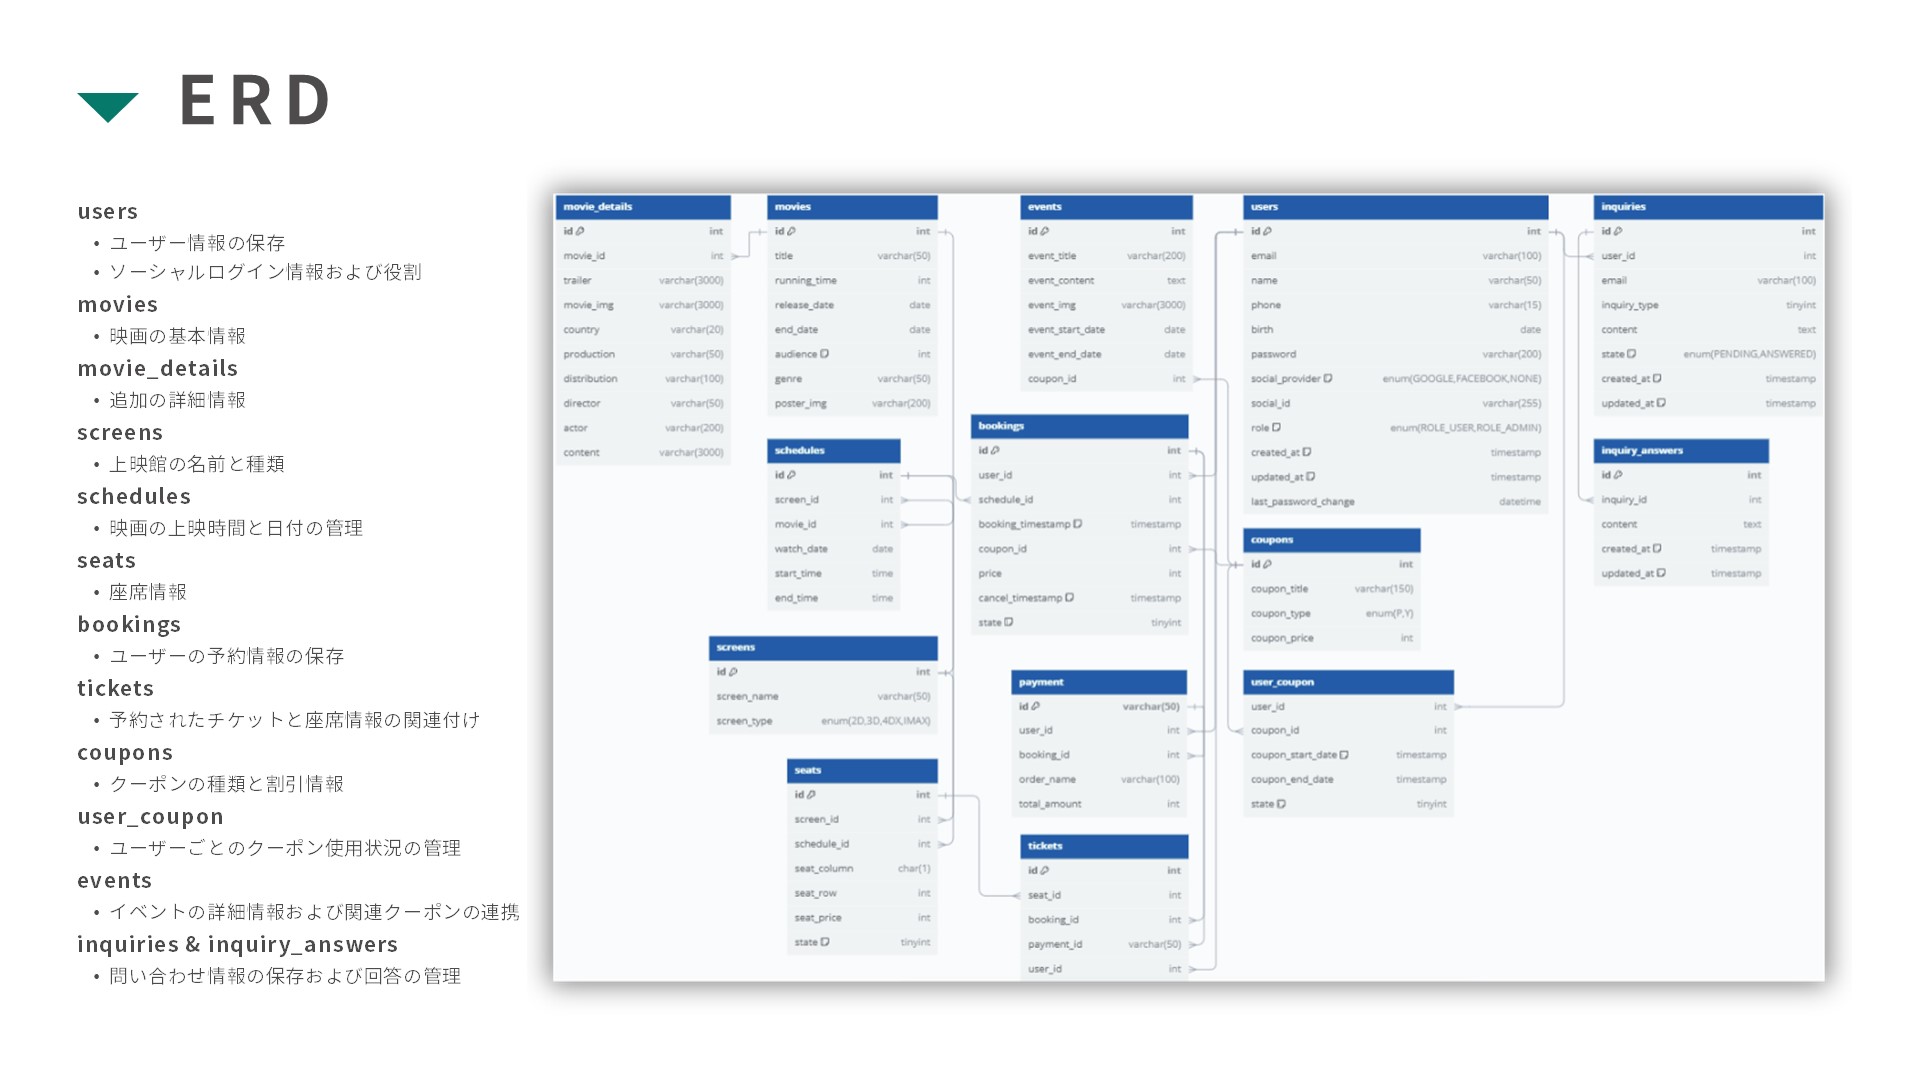 ERD
users
• ユーザー情報の保存
• ソーシャルログイン情報および役割
movies
• 映画の基本情報
movie_details
• 追加の詳細情報
screens
• 上映館の名前と種類
schedules
• 映画の上映時間と日付の管理
seats
• 座席情報
bookings
• ユーザーの予約情報の保存
tickets
• 予約されたチケットと座席情報の関連付け
coupons
• クーポンの種類と割引情報
user_coupon
• ユーザーごとのクーポン使用状況の管理
events
• イベントの詳細情報および関連クーポンの連携
inquiries & inquiry_answers
• 問い合わせ情報の保存および回答の管理
movie_details
id int
movie_id int
trailer varchar(3000)
movie_img varchar(3000)
country varchar(20)
production varchar(50)
distribution varchar(100)
director varchar(50)
actor varchar(200)
content varchar(3000)
movies
id int
title varchar(50)
running_time int
release_date date
end_date date
audience int
genre varchar(50)
poster_img varchar(200)
schedules
id int
screen_id int
movie_id int
watch_date date
start_time time
end_time time
screens
id int
screen_name varchar(50)
screen_type enum(2D,3D,4DX,IMAX)
seats
id int
screen_id int
schedule_id int
seat_column char(1)
seat_row int
seat_price int
state tinyint
events
id int
event_title varchar(200)
event_content text
event_img varchar(3000)
event_start_date date
event_end_date date
coupon_id int
bookings
id int
user_id int
schedule_id int
booking_timestamp timestamp
coupon_id int
price int
cancel_timestamp timestamp
state tinyint
payment
id varchar(50)
user_id int
booking_id int
order_name varchar(100)
total_amount int
tickets
id int
seat_id int
booking_id int
payment_id varchar(50)
user_id int
users
id int
email varchar(100)
name varchar(50)
phone varchar(15)
birth date
password varchar(200)
social_provider enum(GOOGLE,FACEBOOK,NONE)
social_id varchar(255)
role enum(ROLE_USER,ROLE_ADMIN)
created_at timestamp
updated_at timestamp
last_password_change datetime
coupons
id int
coupon_title varchar(150)
coupon_type enum(P,Y)
coupon_price int
user_coupon
user_id int
coupon_id int
coupon_start_date timestamp
coupon_end_date timestamp
state tinyint
inquiries
id int
user_id int
email varchar(100)
inquiry_type tinyint
content text
state enum(PENDING,ANSWERED)
created_at timestamp
updated_at timestamp
inquiry_answers
id int
inquiry_id int
content text
created_at timestamp
updated_at timestamp